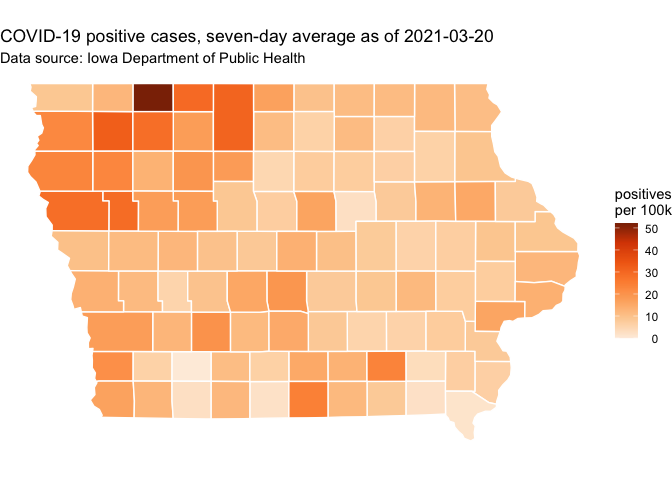 COVID-19 positive cases, seven-day average as of 2021-03-20
Data source: Iowa Department of Public Health
positives
per 100k
50
40
30
20
10
0